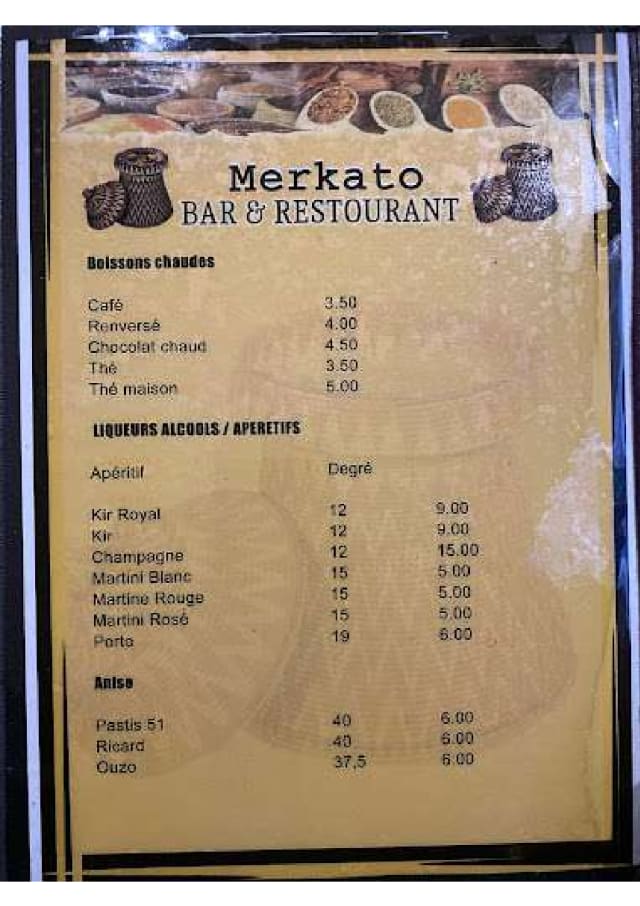 Merkato
BAR & RESTOURANT
Boissons chaudes
Café 3.50
Renversé 4.00
Chocolat chaud 4.50
Thé 3.50
Thé maison 5.00
LIQUEURS ALCOOLS / APERETIFS
Apéritif Degré
Kir Royal 12 9.00
Kir 12 9.00
Champagne 12 15.00
Martini Blanc 15 5.00
Martine Rouge 15 5.00
Martini Rosé 15 5.00
Porto 19 6.00
Anise
Pastis 51 40 6.00
Ricard 40 6.00
Ouzo 37,5 6.00